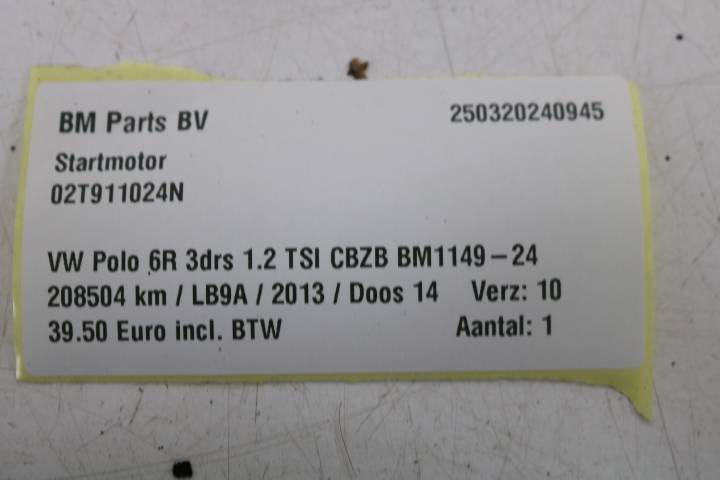 BM Parts BV 250320240945
Startmotor
02T911024N
VW Polo 6R 3drs 1.2 TSI CBZB BM1149-24
208504 km / LB9A / 2013 / Doos 14 Verz: 10
39.50 Euro incl. BTW Aantal: 1